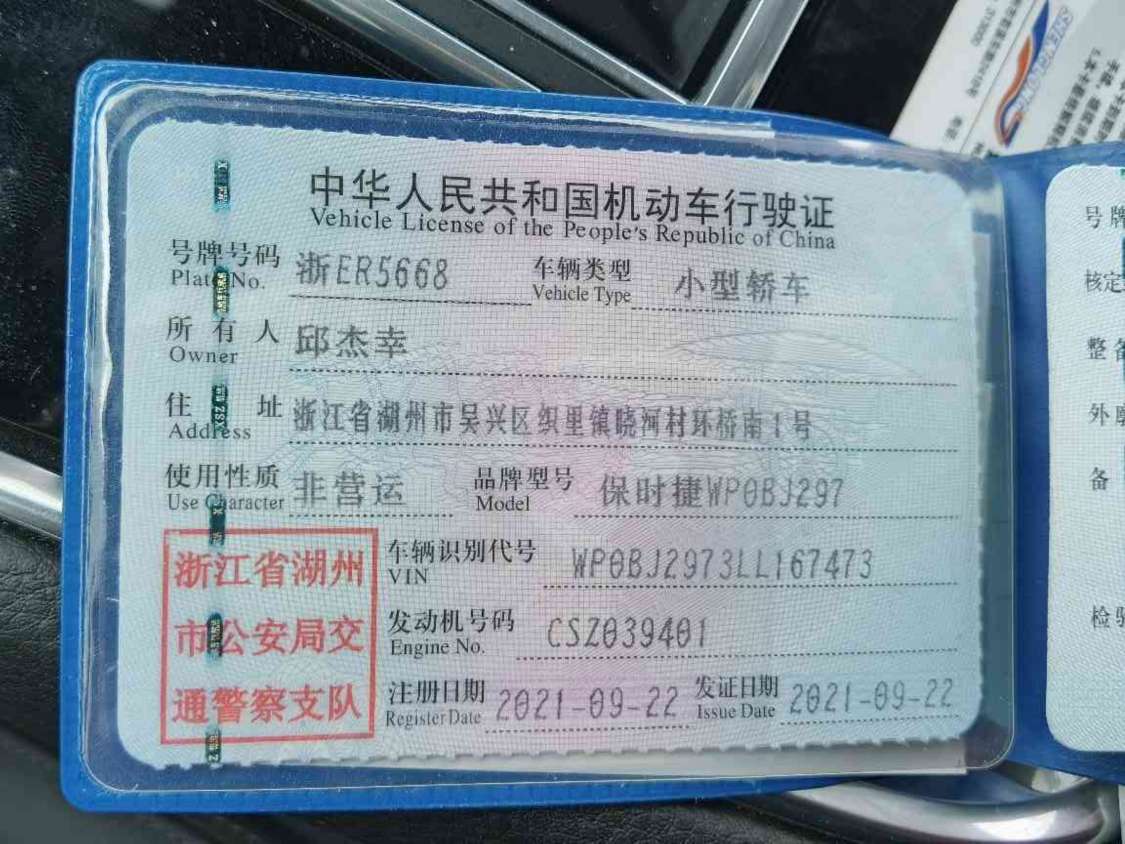 中华人民共和国机动车行驶证
Vehicle License of the People's Republic of China
号牌号码 浙ER5668 车辆类型 小型轿车
Plate No. Vehicle Type
所有人 邱杰幸
Owner
住址 浙江省湖州市吴兴区织里镇晓河村环桥南1号
Address
使用性质 非营运 品牌型号 保时捷WP0BJ297
Use Character Model
浙江省湖州
市公安局交
通警察支队
车辆识别代号 WP0BJ2973LL167473
VIN
发动机号码 CSZ039401
Engine No.
注册日期 2021-09-22 发证日期 2021-09-22
Register Date Issue Date
号牌
核定
整备
外廓
备
检验